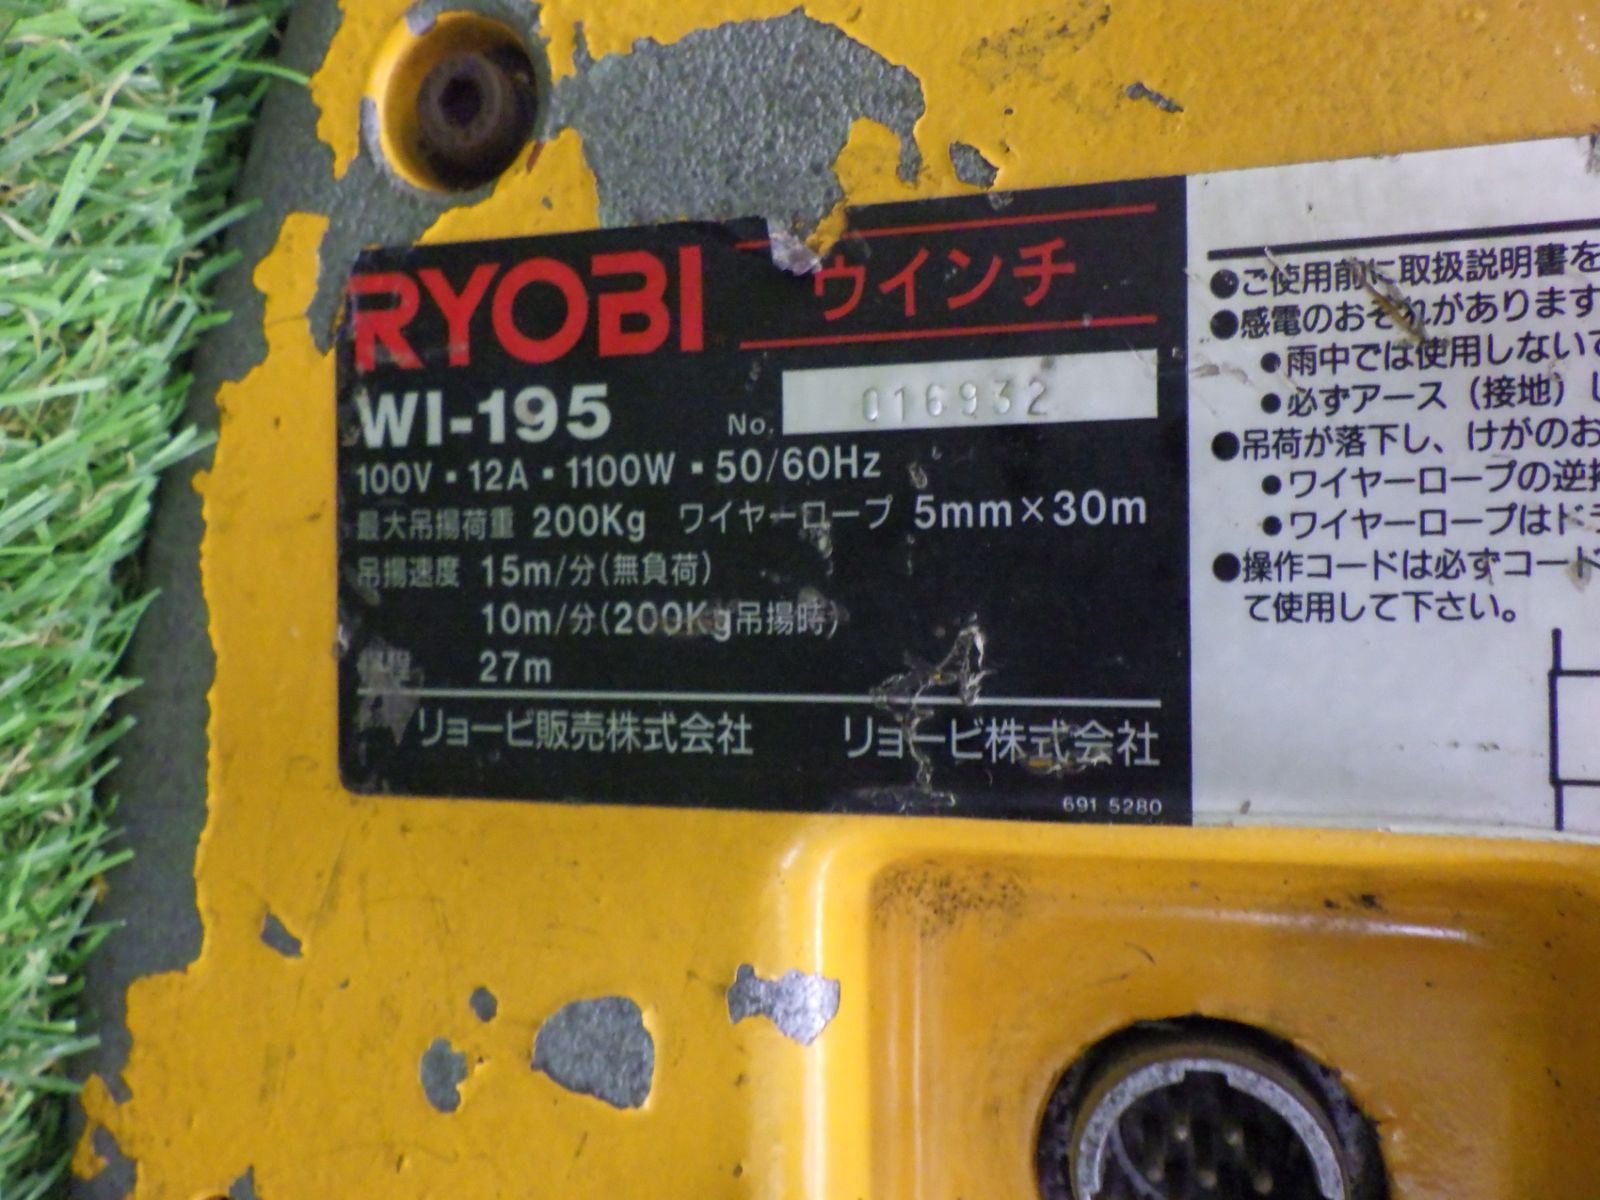 RYOBI ウインチ
WI-195 No. 016932
100V・12A・1100W・50/60Hz
最大吊揚荷重 200Kg ワイヤーロープ 5mm×30m
吊揚速度 15m/分(無負荷)
10m/分(200Kg吊揚時)
揚程 27m
リョービ販売株式会社 リョービ株式会社
691 5280
●ご使用前に取扱説明書を
●感電のおそれがあります
●雨中では使用しないで
●必ずアース(接地)し
●吊荷が落下し、けがのお
●ワイヤーロープの逆
●ワイヤーロープはドラ
●操作コードは必ずコード
て使用して下さい。